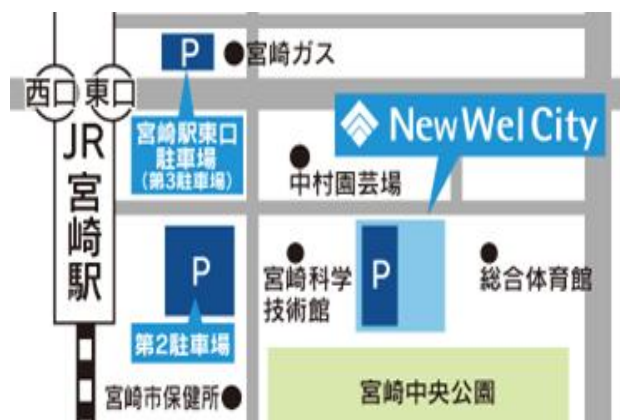 P
宮崎ガス
西口
東口
JR
宮崎駅
宮崎駅東口
駐車場
(第3駐車場)
New Wel City
中村園芸場
P
第2駐車場
宮崎科学
技術館
P
総合体育館
宮崎市保健所
宮崎中央公園